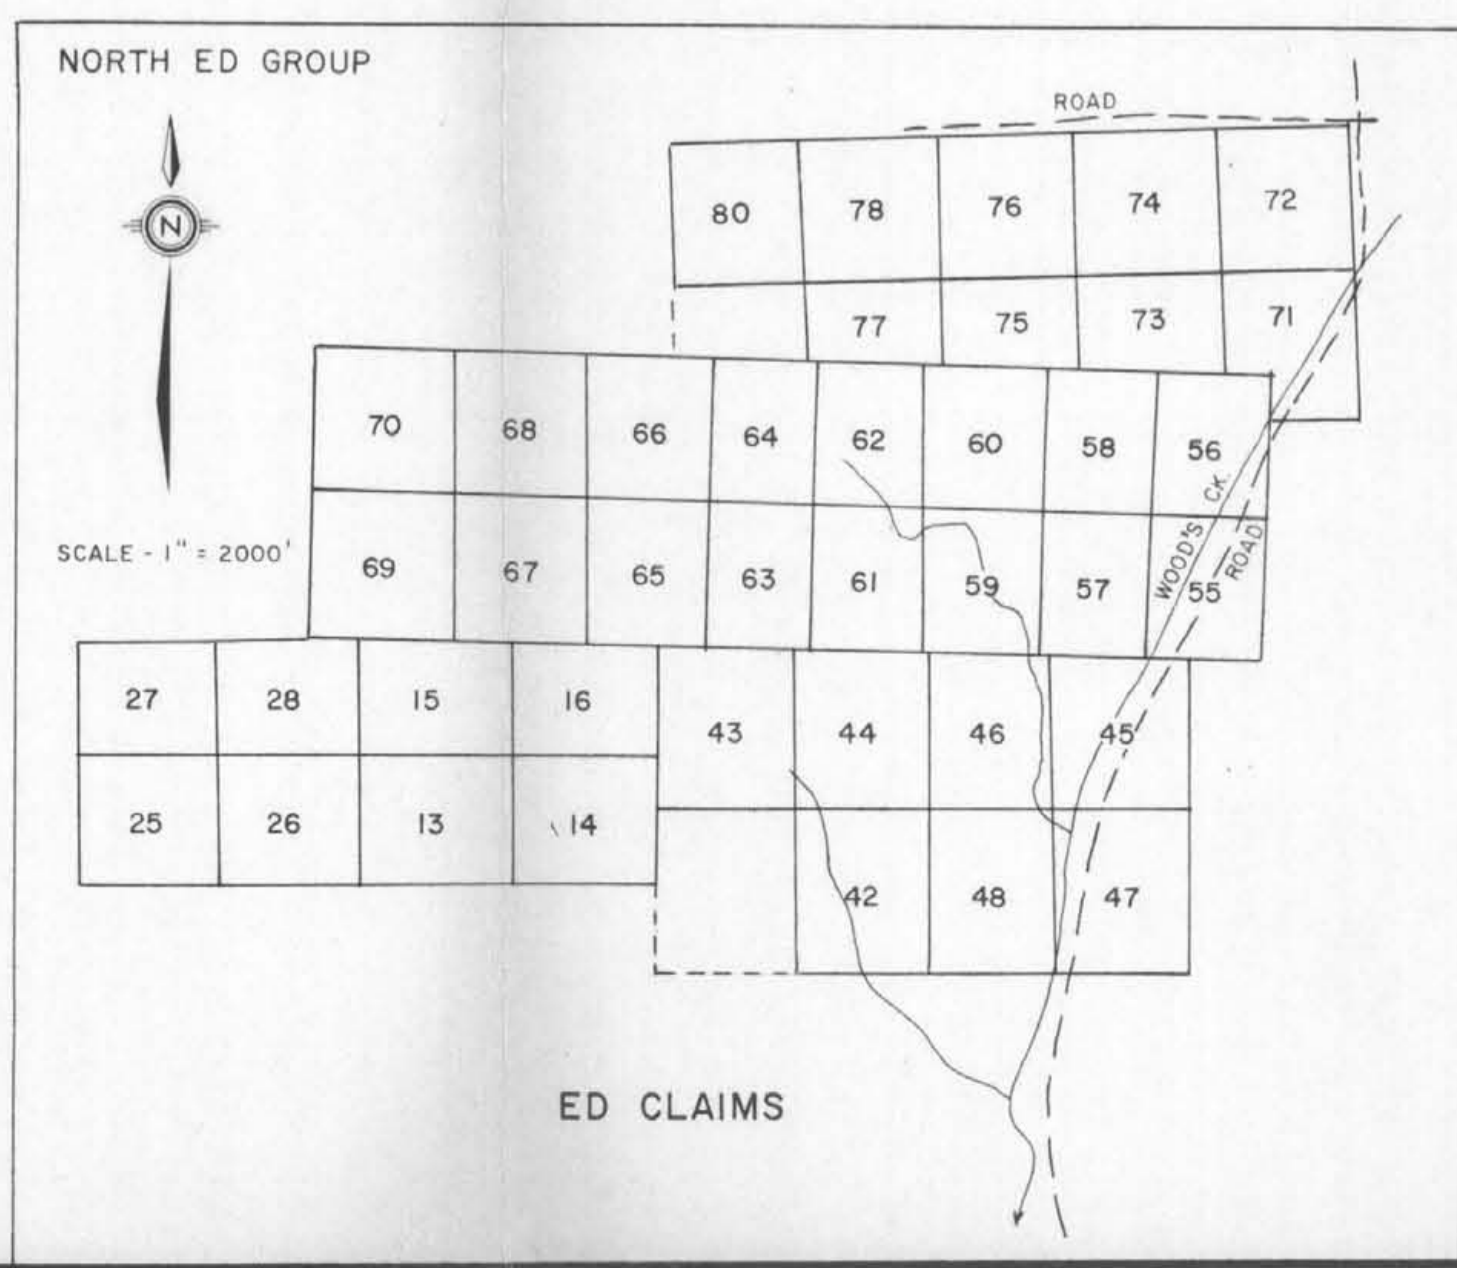 NORTH ED GROUP
ROAD
N
80 78 76 74 72
77 75 73 71
70 68 66 64 62 60 58 56
WOOD'S CK.
ROAD
SCALE - 1" = 2000'
69 67 65 63 61 59 57 55
27 28 15 16 43 44 46 45
25 26 13 14 42 48 47
ED CLAIMS